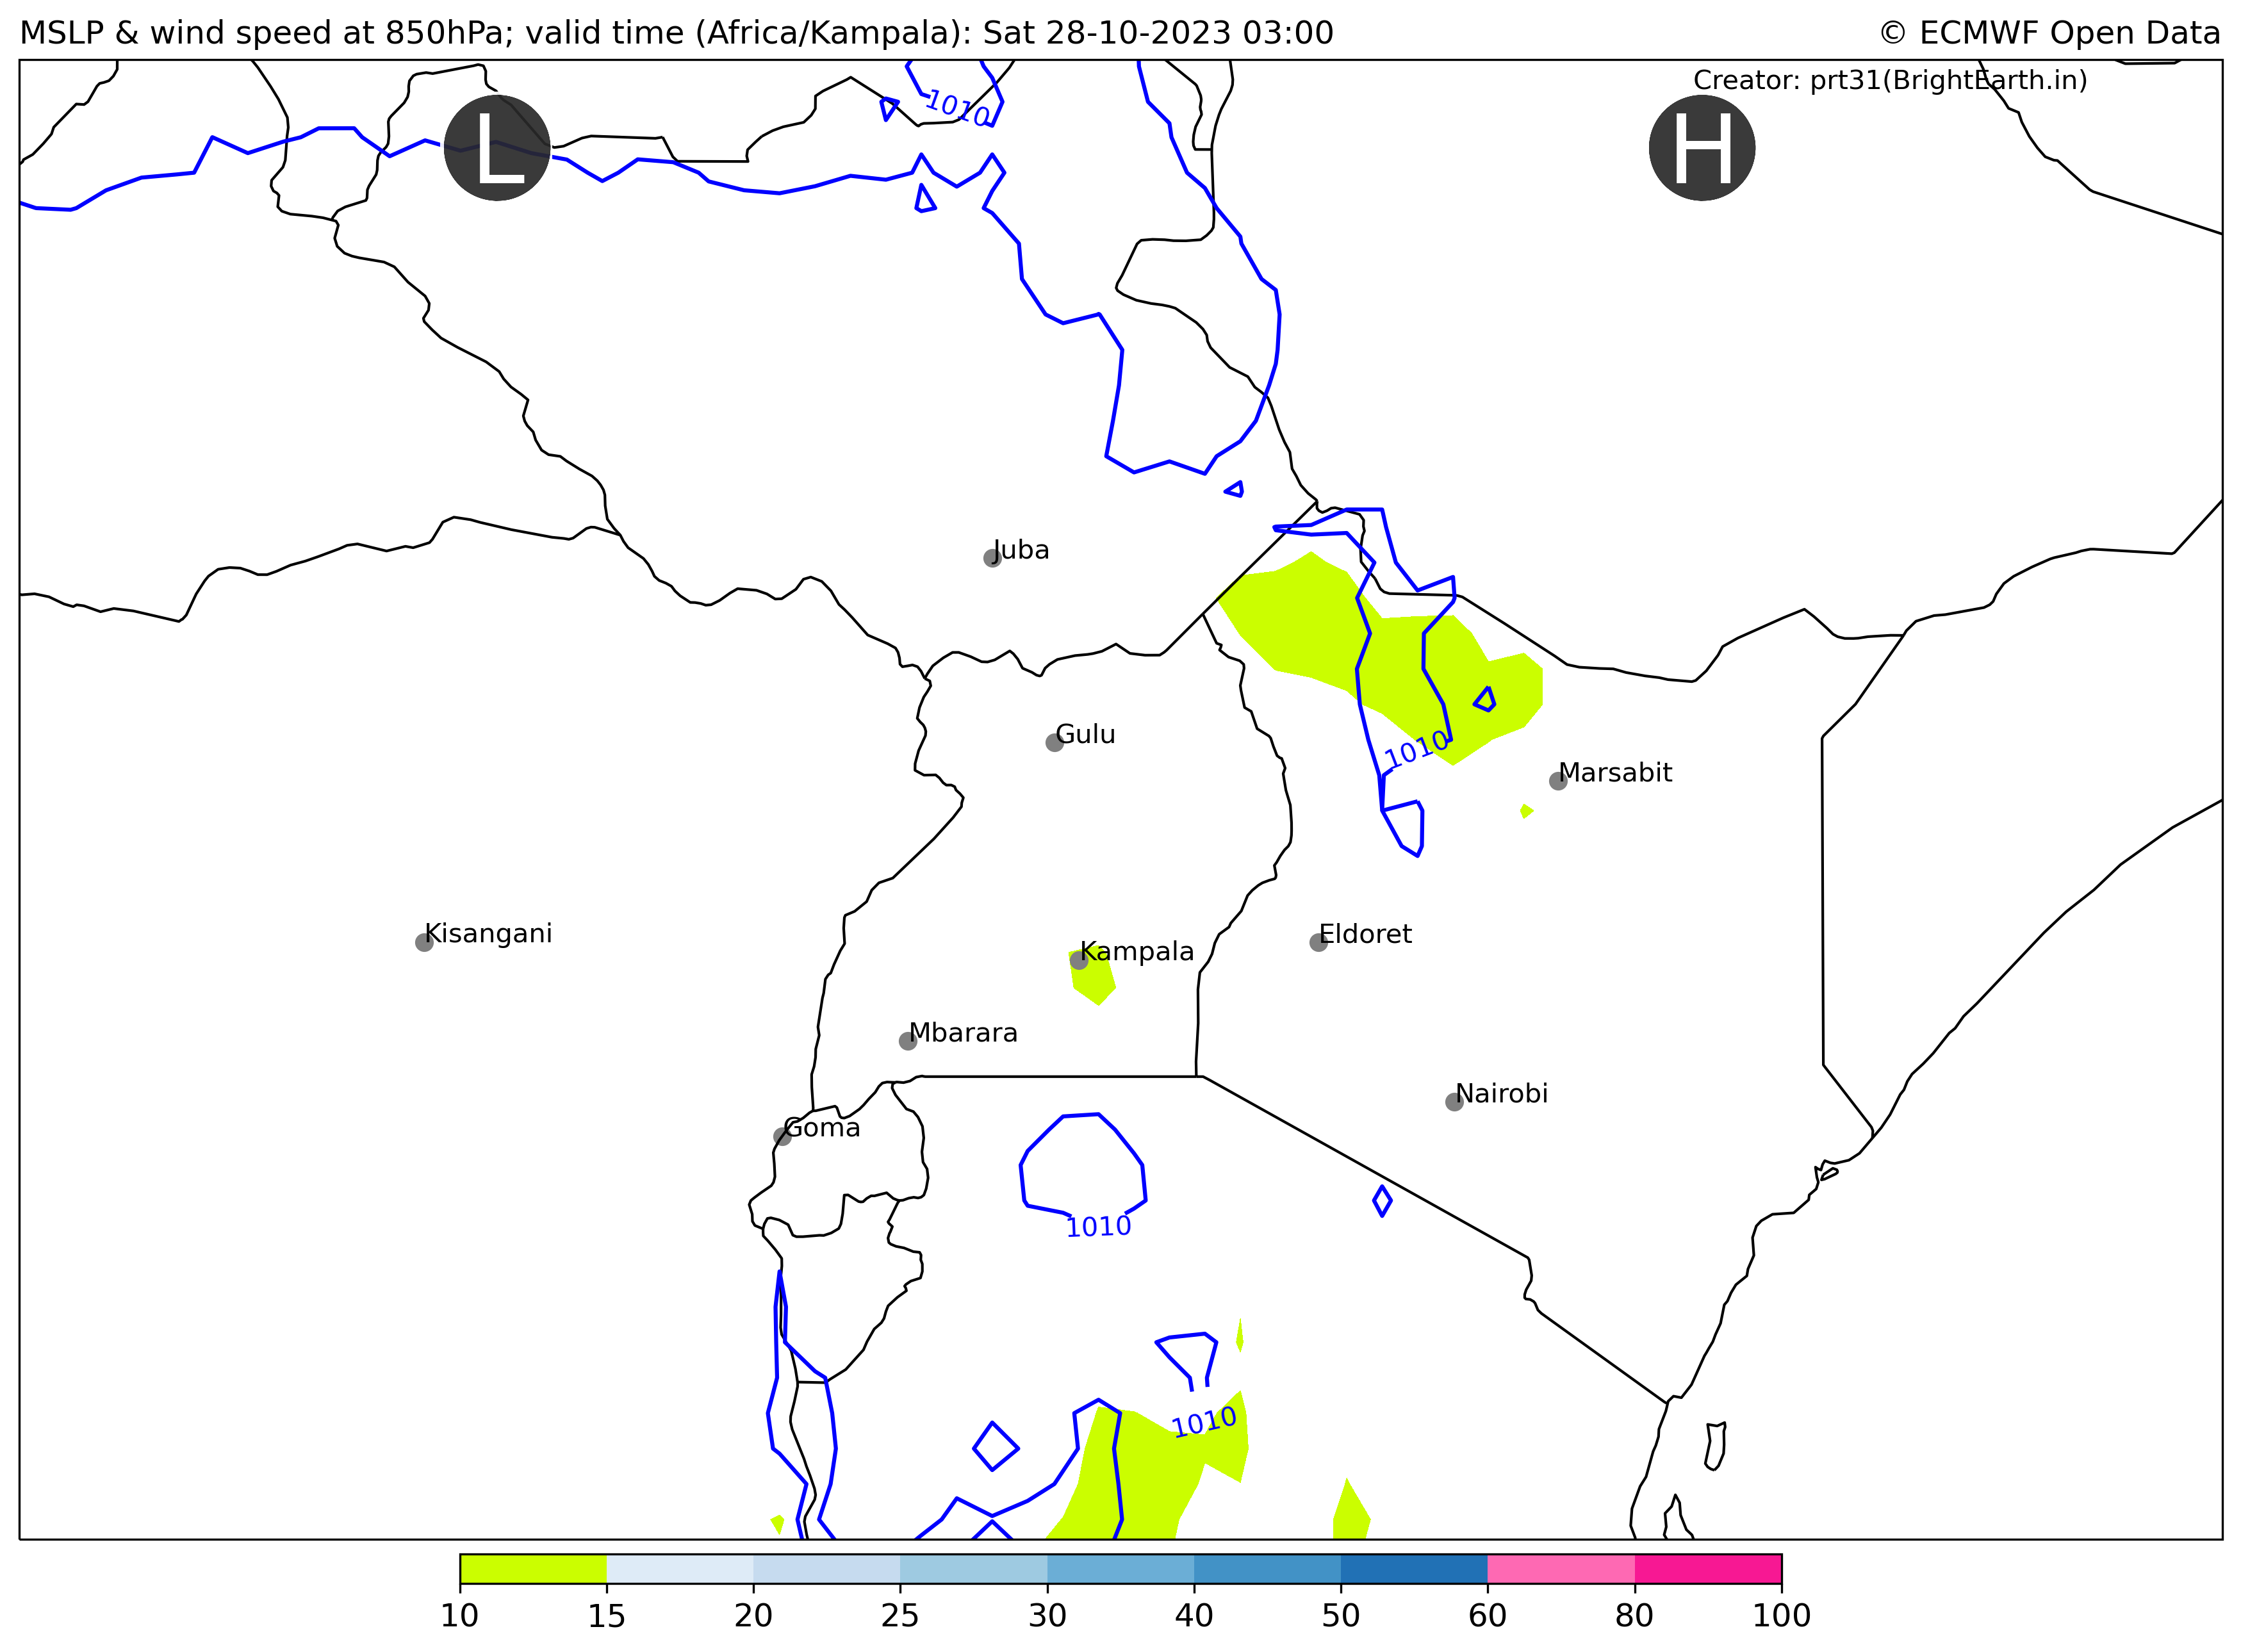 MSLP & wind speed at 850hPa; valid time (Africa/Kampala): Sat 28-10-2023 03:00
© ECMWF Open Data
Creator: prt31(BrightEarth.in)
1010
L
H
Juba
Gulu
1010
Marsabit
Kisangani
Eldoret
Kampala
Mbarara
Nairobi
Goma
1010
1010
10 15 20 25 30 40 50 60 80 100